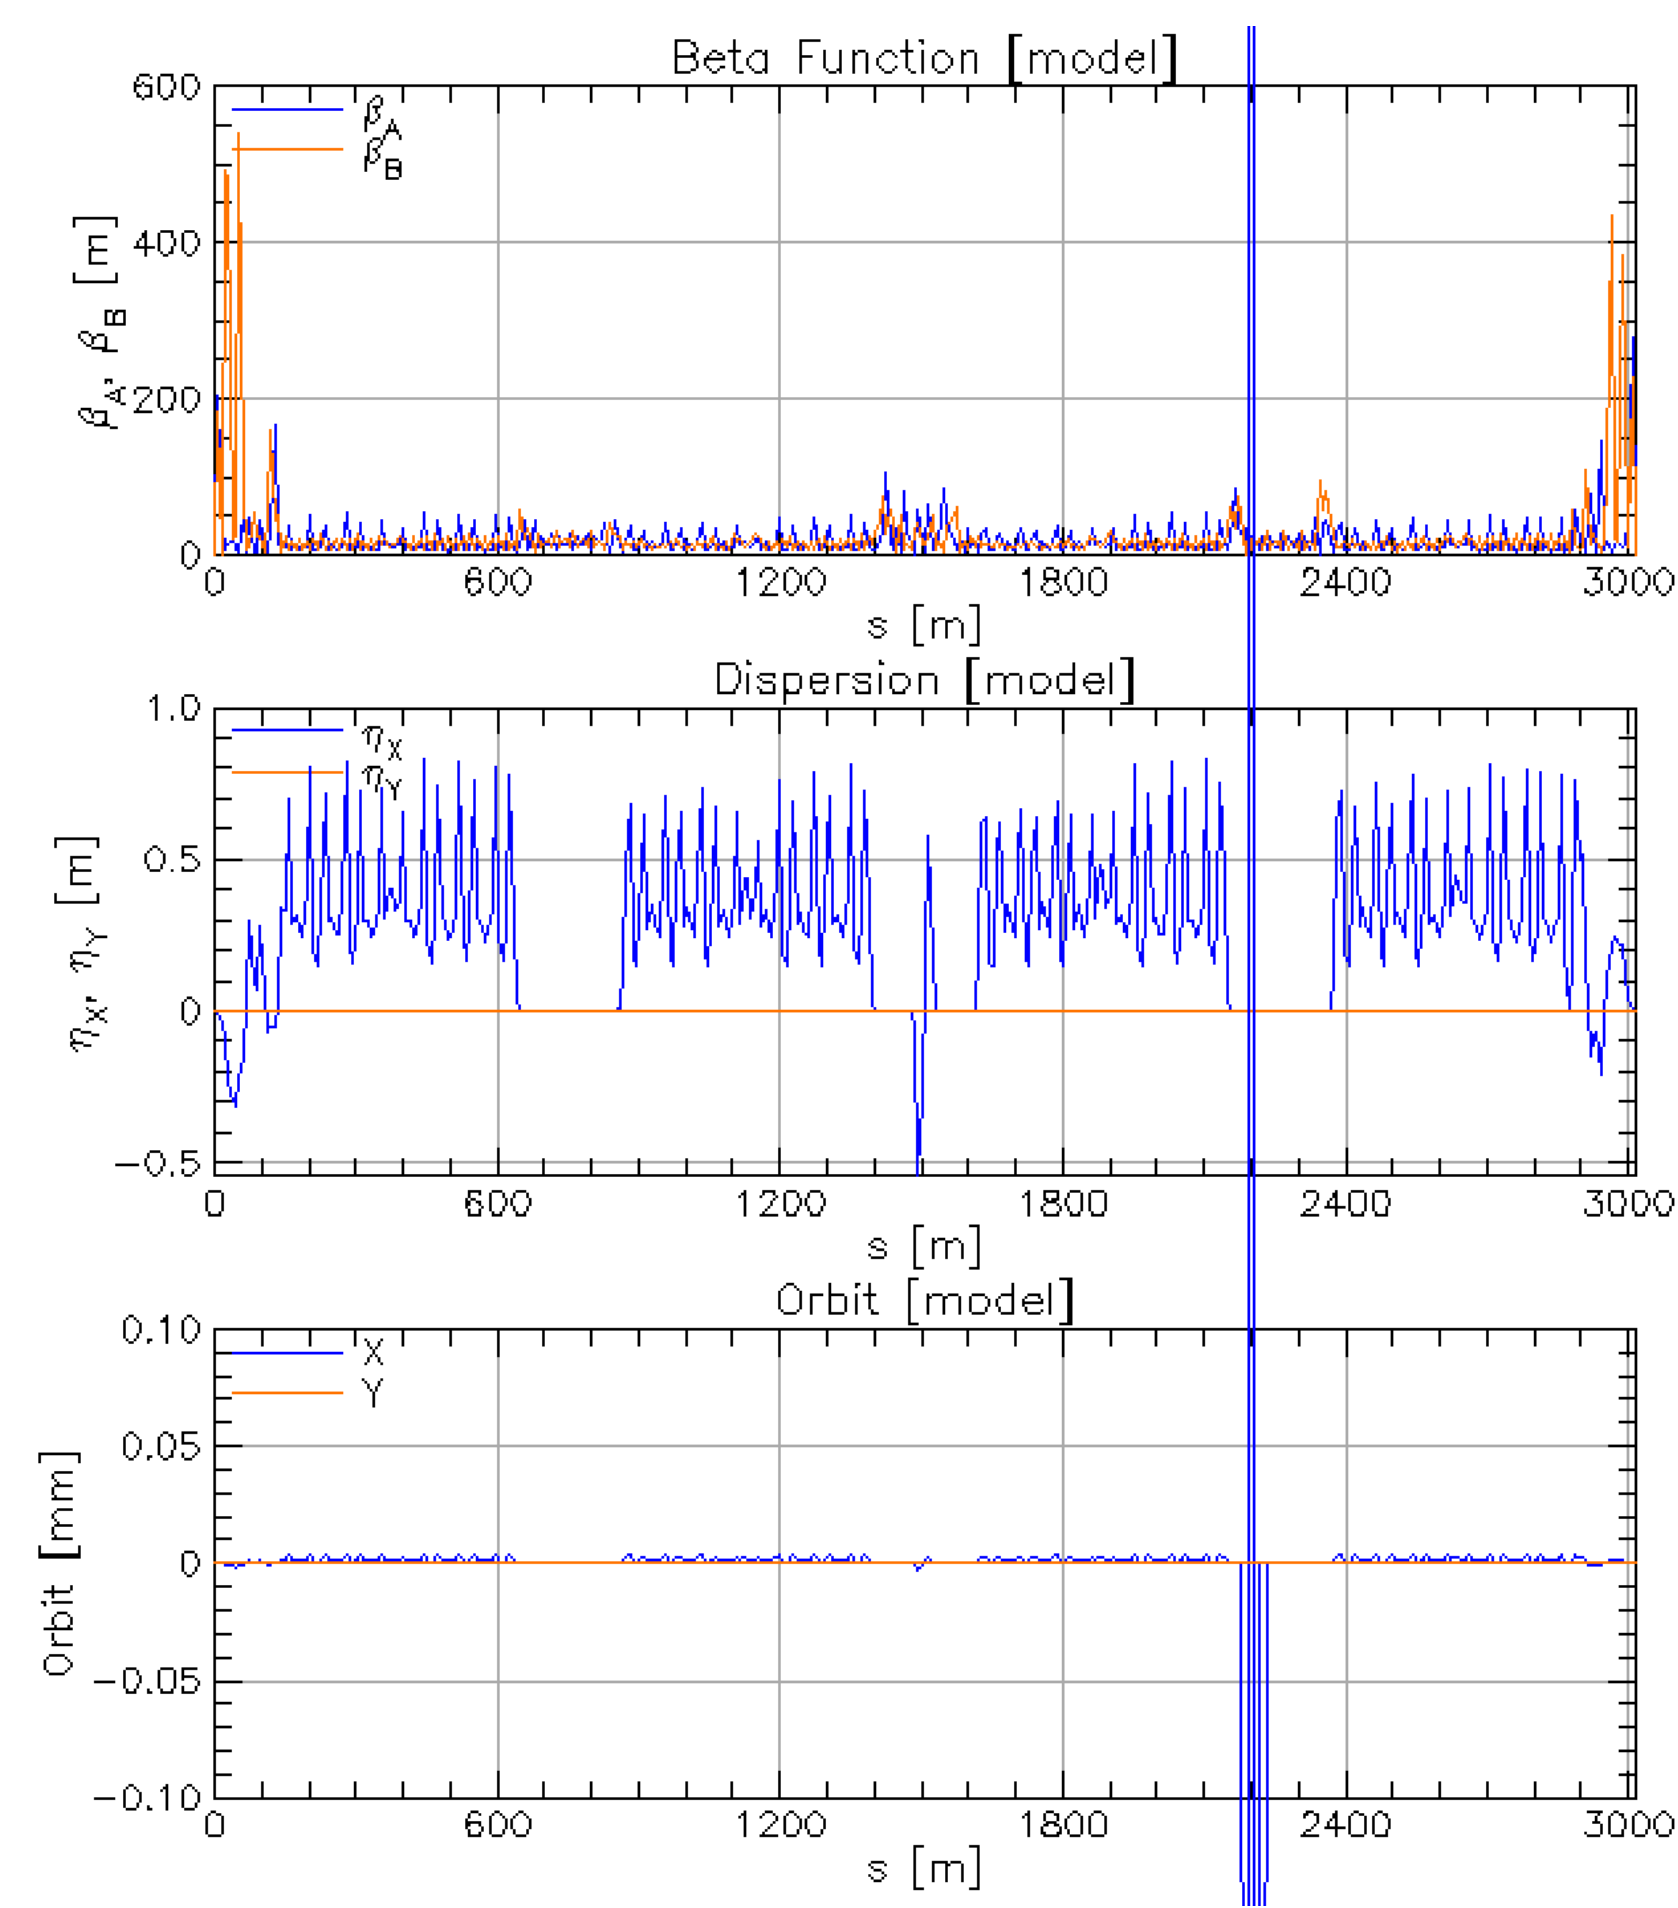 Beta Function [model]
600
400
200
0
β_A, β_B [m]
β_A
β_B
0 600 1200 1800 2400 3000
s [m]
Dispersion [model]
1.0
0.5
0
−0.5
η_X, η_Y [m]
η_X
η_Y
0 600 1200 1800 2400 3000
s [m]
Orbit [model]
0.10
0.05
0
−0.05
−0.10
Orbit [mm]
X
Y
0 600 1200 1800 2400 3000
s [m]